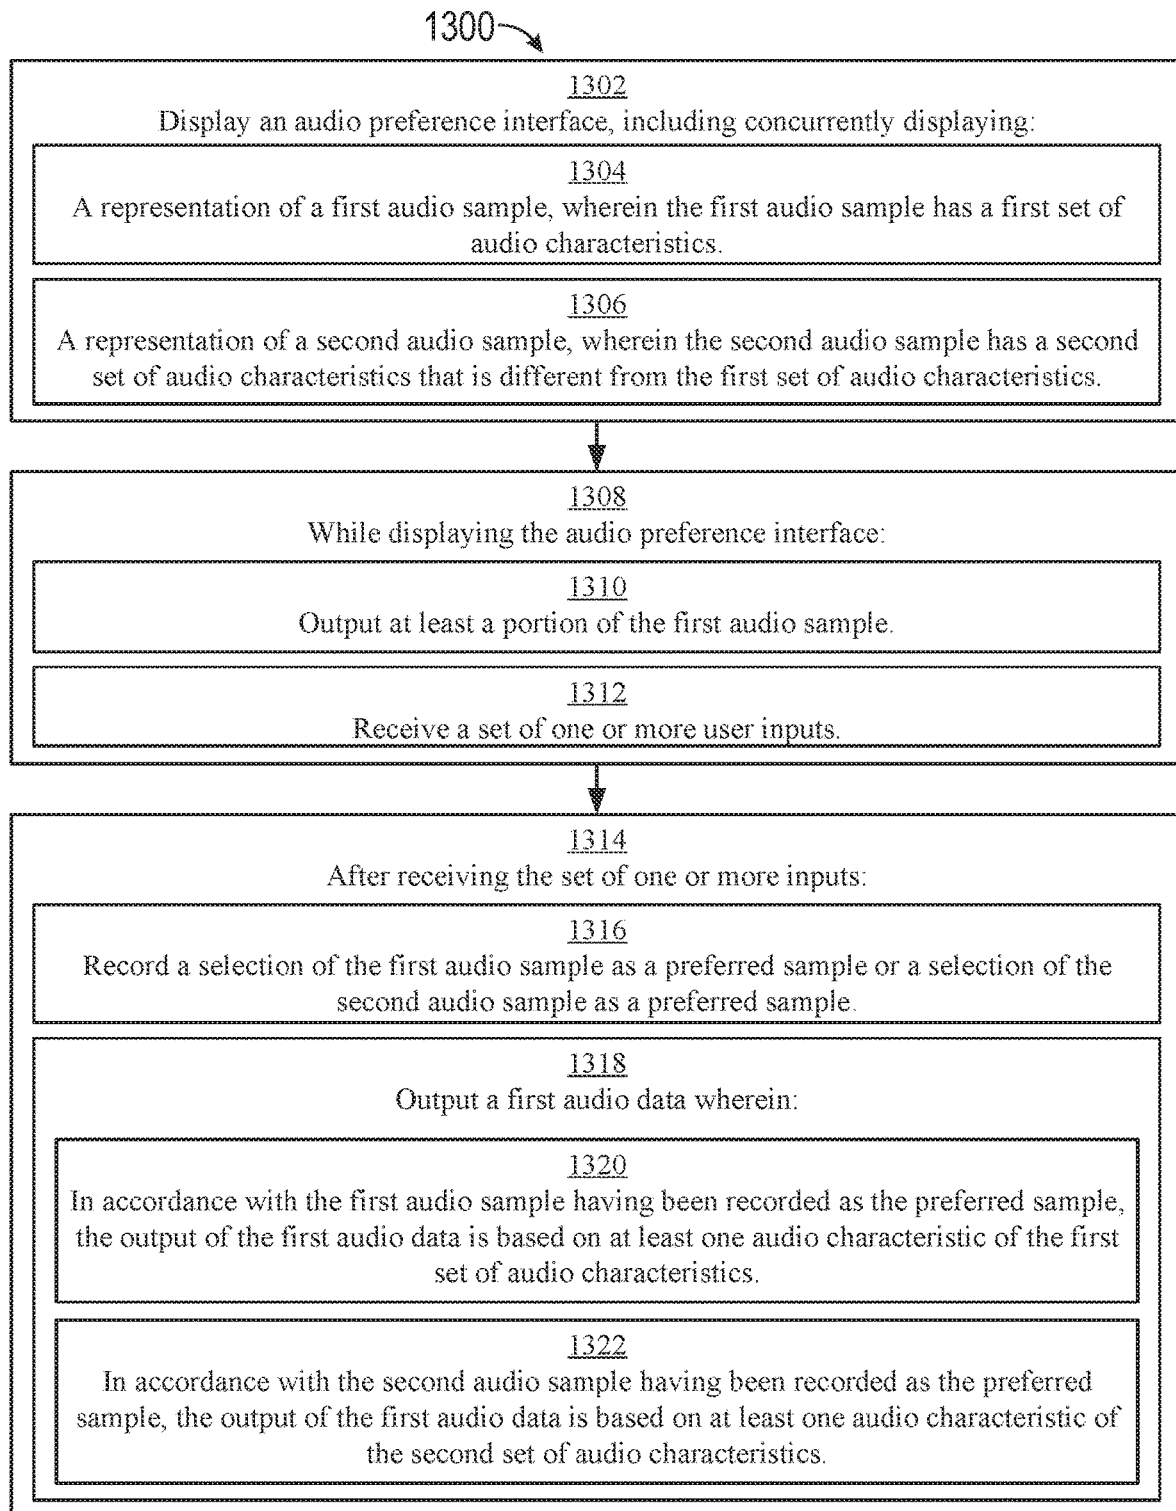 1300
1302
Display an audio preference interface, including concurrently displaying:
1304
A representation of a first audio sample, wherein the first audio sample has a first set of
audio characteristics.
1306
A representation of a second audio sample, wherein the second audio sample has a second
set of audio characteristics that is different from the first set of audio characteristics.
1308
While displaying the audio preference interface:
1310
Output at least a portion of the first audio sample.
1312
Receive a set of one or more user inputs.
1314
After receiving the set of one or more inputs:
1316
Record a selection of the first audio sample as a preferred sample or a selection of the
second audio sample as a preferred sample.
1318
Output a first audio data wherein:
1320
In accordance with the first audio sample having been recorded as the preferred sample,
the output of the first audio data is based on at least one audio characteristic of the first
set of audio characteristics.
1322
In accordance with the second audio sample having been recorded as the preferred
sample, the output of the first audio data is based on at least one audio characteristic of
the second set of audio characteristics.